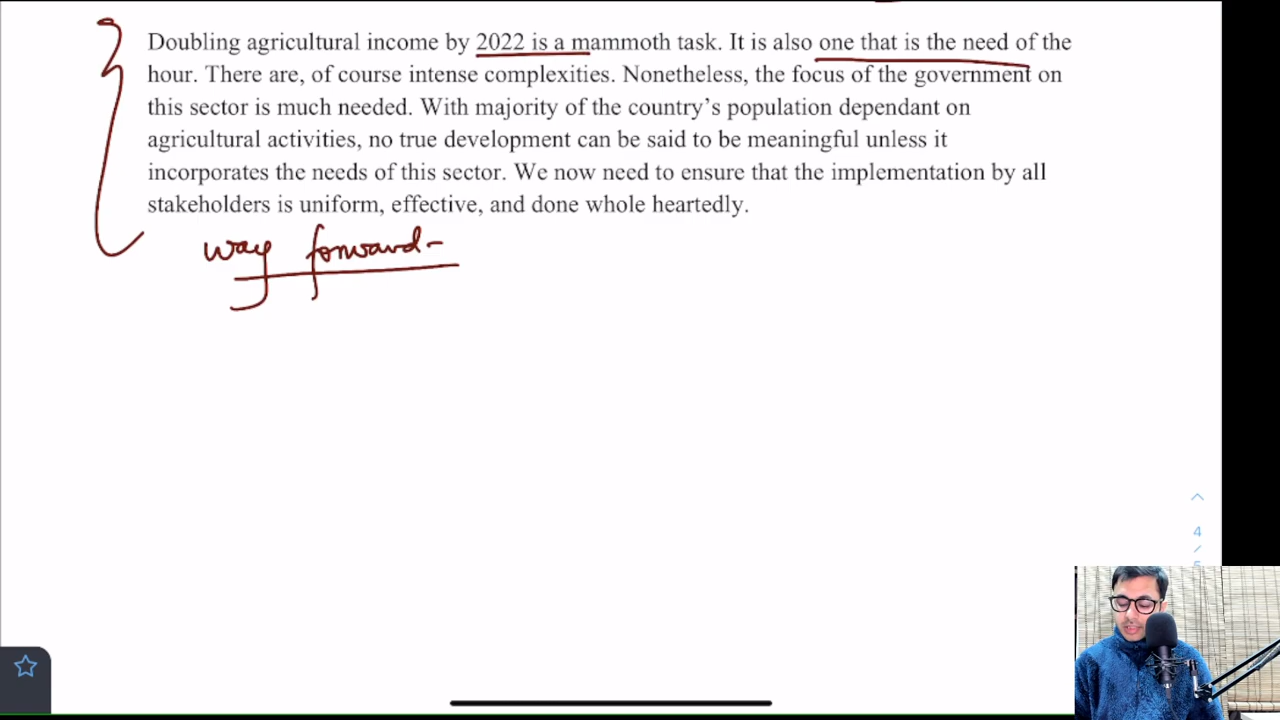 Doubling agricultural income by 2022 is a mammoth task. It is also one that is the need of the
hour. There are, of course intense complexities. Nonetheless, the focus of the government on
this sector is much needed. With majority of the country's population dependant on
agricultural activities, no true development can be said to be meaningful unless it
incorporates the needs of this sector. We now need to ensure that the implementation by all
stakeholders is uniform, effective, and done whole heartedly.
way forward-
4
/